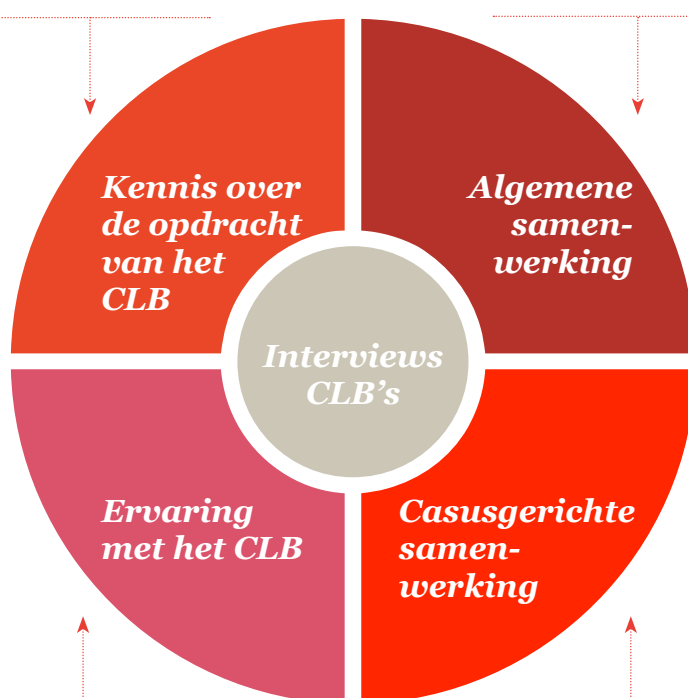 Kennis over
de opdracht
van het
CLB
Algemene
samen-
werking
Interviews
CLB’s
Ervaring
met het CLB
Casusgerichte
samen-
werking